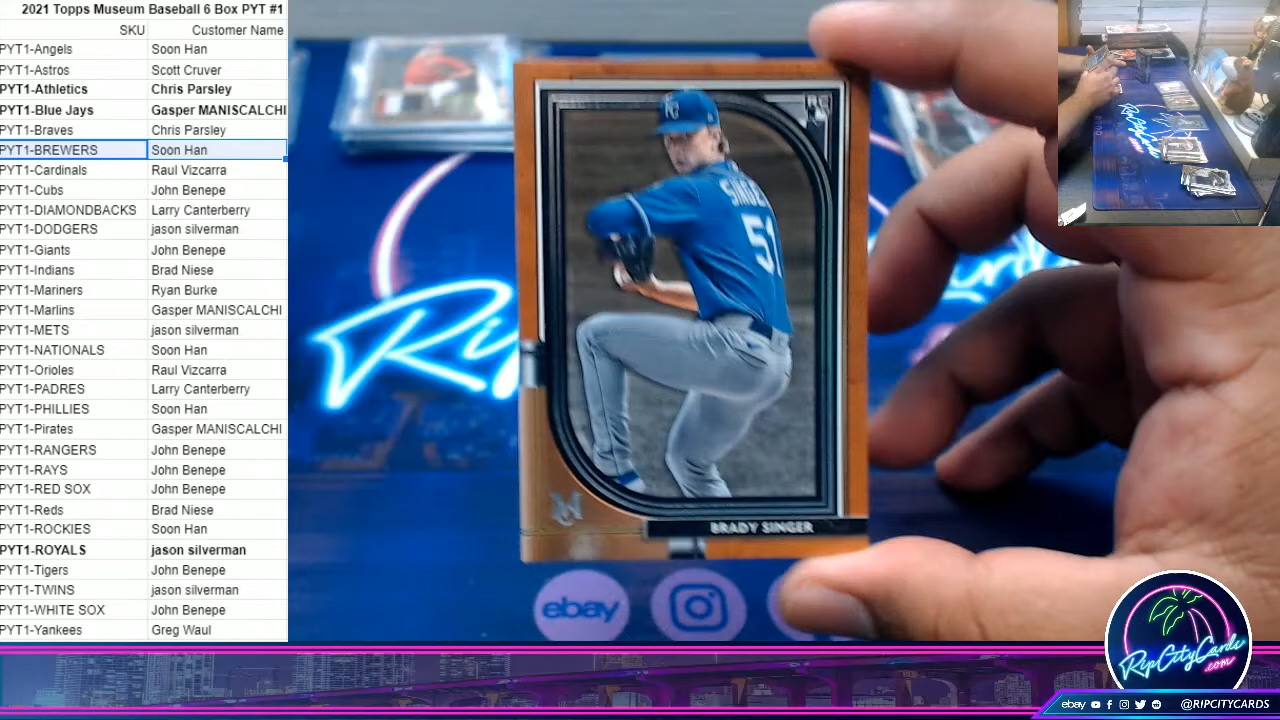 2021 Topps Museum Baseball 6 Box PYT #1
SKU Customer Name
PYT1-Angels Soon Han
PYT1-Astros Scott Cruver
PYT1-Athletics Chris Parsley
PYT1-Blue Jays Gasper MANISCALCHI
PYT1-Braves Chris Parsley
PYT1-BREWERS Soon Han
PYT1-Cardinals Raul Vizcarra
PYT1-Cubs John Benepe
PYT1-DIAMONDBACKS Larry Canterberry
PYT1-DODGERS jason silverman
PYT1-Giants John Benepe
PYT1-Indians Brad Niese
PYT1-Mariners Ryan Burke
PYT1-Marlins Gasper MANISCALCHI
PYT1-METS jason silverman
PYT1-NATIONALS Soon Han
PYT1-Orioles Raul Vizcarra
PYT1-PADRES Larry Canterberry
PYT1-PHILLIES Soon Han
PYT1-Pirates Gasper MANISCALCHI
PYT1-RANGERS John Benepe
PYT1-RAYS John Benepe
PYT1-RED SOX John Benepe
PYT1-Reds Brad Niese
PYT1-ROCKIES Soon Han
PYT1-ROYALS jason silverman
PYT1-Tigers John Benepe
PYT1-TWINS jason silverman
PYT1-WHITE SOX John Benepe
PYT1-Yankees Greg Waul
KC
SINGER
51
BRADY SINGER
ebay
RipCityCards
.com
ebay @RIPCITYCARDS